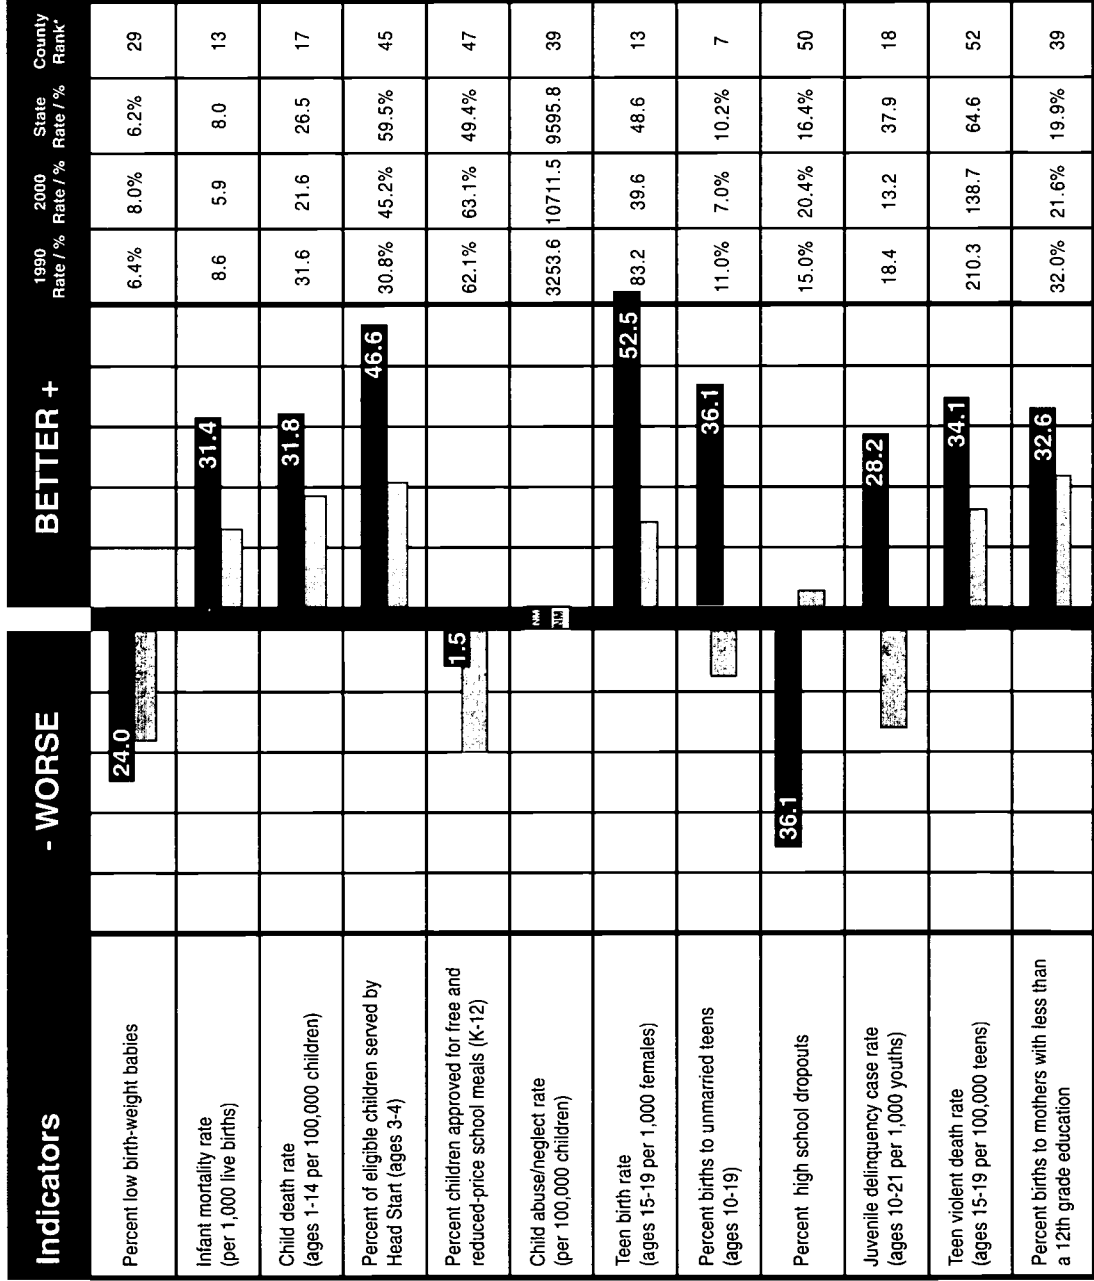 Indicators
- WORSE
BETTER +
1990
Rate / %
2000
Rate / %
State
Rate / %
County
Rank*
Percent low birth-weight babies
24.0
6.4%
8.0%
6.2%
29
Infant mortality rate
(per 1,000 live births)
31.4
8.6
5.9
8.0
13
Child death rate
(ages 1-14 per 100,000 children)
31.8
31.6
21.6
26.5
17
Percent of eligible children served by
Head Start (ages 3-4)
46.6
30.8%
45.2%
59.5%
45
Percent children approved for free and
reduced-price school meals (K-12)
1.5
62.1%
63.1%
49.4%
47
Child abuse/neglect rate
(per 100,000 children)
NM
NM
3253.6
10711.5
9595.8
39
Teen birth rate
(ages 15-19 per 1,000 females)
52.5
83.2
39.6
48.6
13
Percent births to unmarried teens
(ages 10-19)
36.1
11.0%
7.0%
10.2%
7
Percent high school dropouts
36.1
15.0%
20.4%
16.4%
50
Juvenile delinquency case rate
(ages 10-21 per 1,000 youths)
28.2
18.4
13.2
37.9
18
Teen violent death rate
(ages 15-19 per 100,000 teens)
34.1
210.3
138.7
64.6
52
Percent births to mothers with less than
a 12th grade education
32.6
32.0%
21.6%
19.9%
39